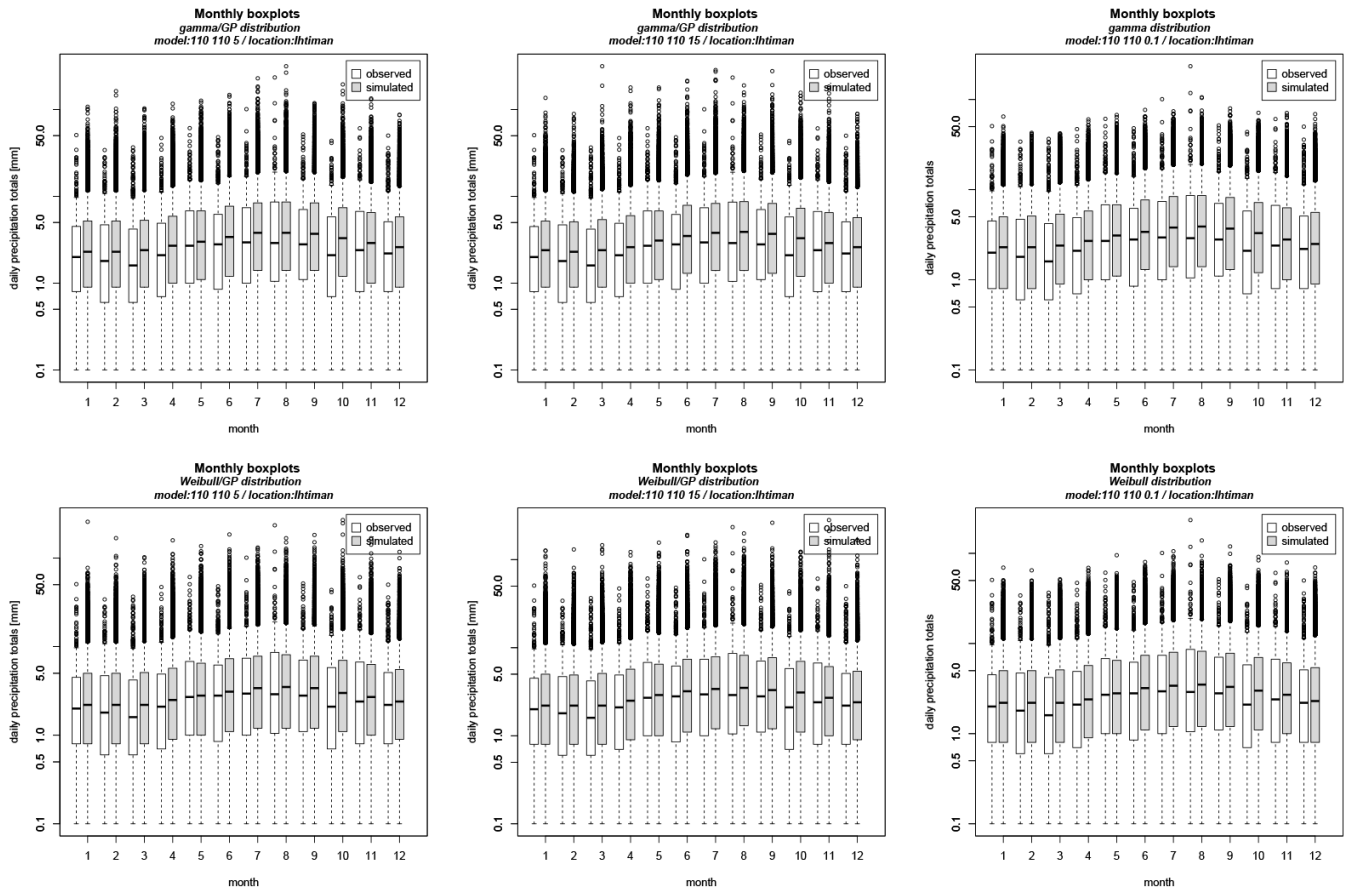 Monthly boxplots
gamma/GP distribution
model:110 110 5 / location:Ihtiman
observed
simulated
daily precipitation totals [mm]
50.0
5.0
1.0
0.5
0.1
1 2 3 4 5 6 7 8 9 10 11 12
month
Monthly boxplots
gamma/GP distribution
model:110 110 15 / location:Ihtiman
observed
simulated
daily precipitation totals [mm]
50.0
5.0
1.0
0.5
0.1
1 2 3 4 5 6 7 8 9 10 11 12
month
Monthly boxplots
gamma distribution
model:110 110 0.1 / location:Ihtiman
observed
simulated
daily precipitation totals
50.0
5.0
1.0
0.5
0.1
1 2 3 4 5 6 7 8 9 10 11 12
month
Monthly boxplots
Weibull/GP distribution
model:110 110 5 / location:Ihtiman
observed
simulated
daily precipitation totals [mm]
50.0
5.0
1.0
0.5
0.1
1 2 3 4 5 6 7 8 9 10 11 12
month
Monthly boxplots
Weibull/GP distribution
model:110 110 15 / location:Ihtiman
observed
simulated
daily precipitation totals [mm]
50.0
5.0
1.0
0.5
0.1
1 2 3 4 5 6 7 8 9 10 11 12
month
Monthly boxplots
Weibull distribution
model:110 110 0.1 / location:Ihtiman
observed
simulated
daily precipitation totals
50.0
5.0
1.0
0.5
0.1
1 2 3 4 5 6 7 8 9 10 11 12
month